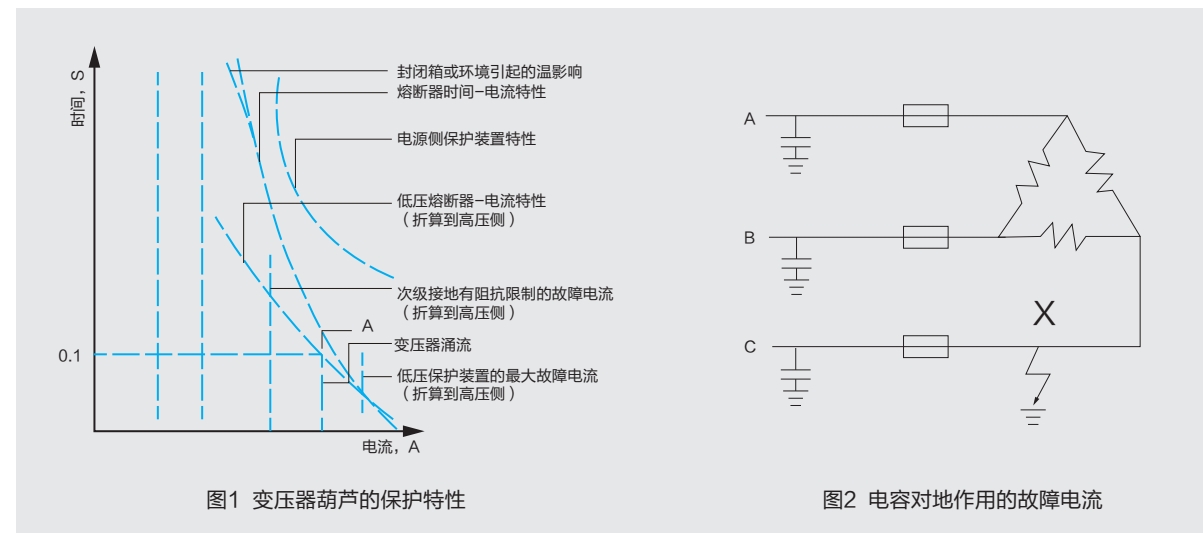 时间，S
封闭箱或环境引起的温影响
熔断器时间-电流特性
电源侧保护装置特性
低压熔断器-电流特性
（折算到高压侧）
次级接地有阻抗限制的故障电流
（折算到高压侧）
A
变压器涌流
0.1
低压保护装置的最大故障电流
（折算到高压侧）
电流，A
图1 变压器葫芦的保护特性
A
B
X
C
图2 电容对地作用的故障电流